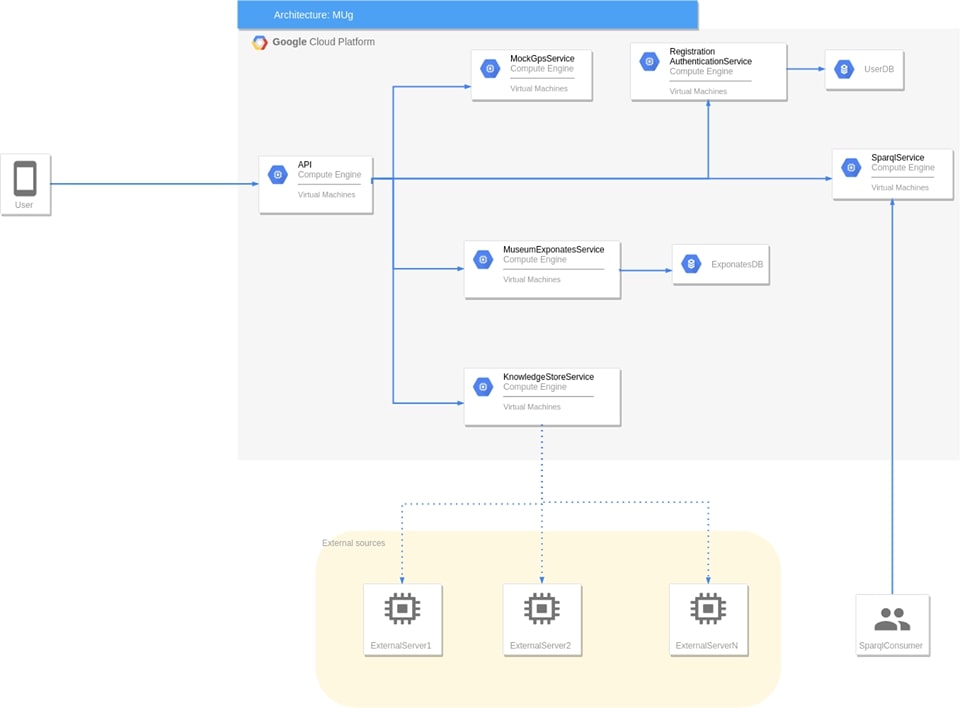 Architecture: MUg
Google Cloud Platform
MockGpsService
Compute Engine
Virtual Machines
Registration
AuthenticationService
Compute Engine
Virtual Machines
UserDB
User
API
Compute Engine
Virtual Machines
SparqlService
Compute Engine
Virtual Machines
MuseumExponatesService
Compute Engine
Virtual Machines
ExponatesDB
KnowledgeStoreService
Compute Engine
Virtual Machines
External sources
ExternalServer1
ExternalServer2
ExternalServerN
SparqlConsumer